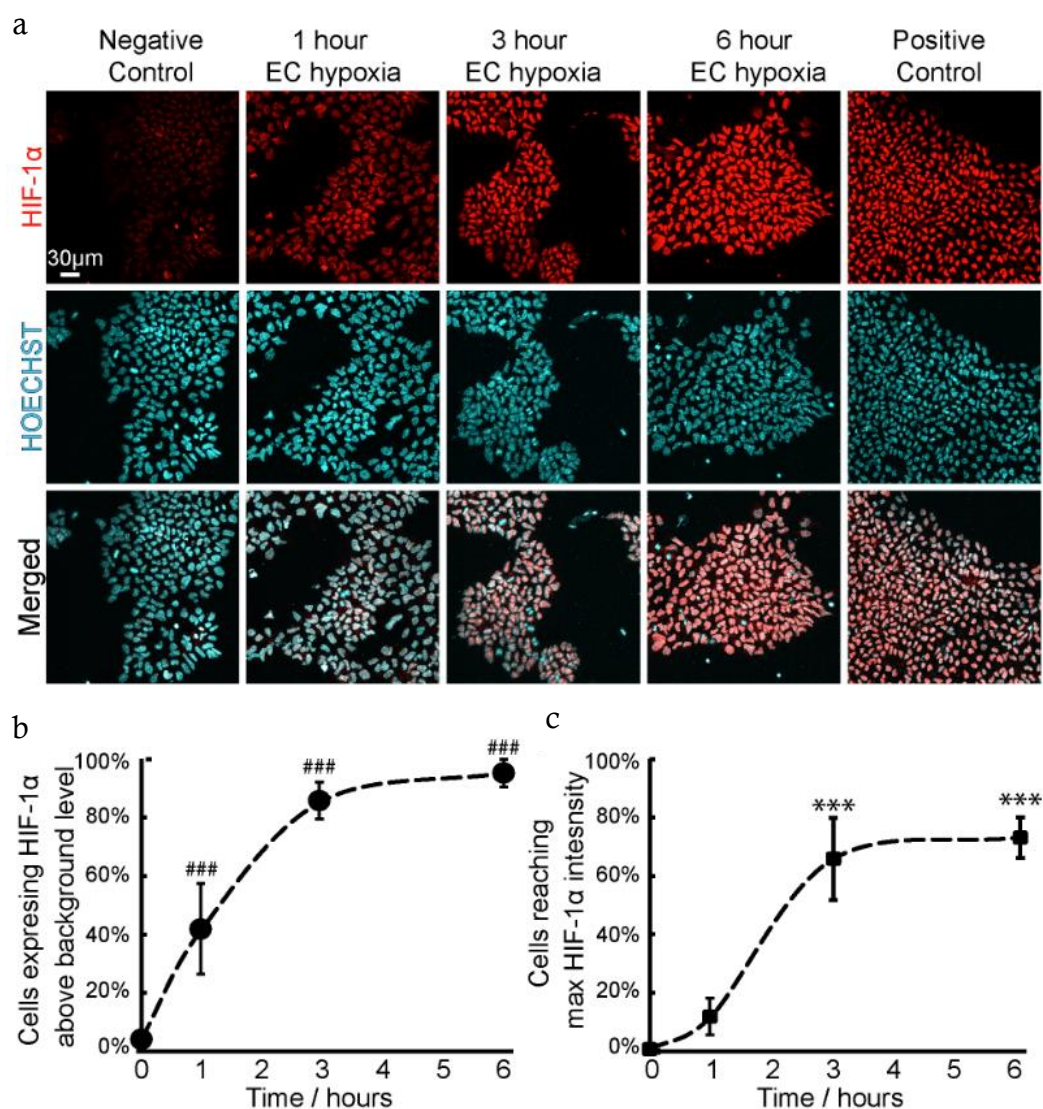 a
Negative Control
1 hour EC hypoxia
3 hour EC hypoxia
6 hour EC hypoxia
Positive Control
HIF-1α
30µm
HOECHST
Merged
b
Cells expresing HIF-1α
above background level
100%
80%
60%
40%
20%
0%
###
###
###
0 1 2 3 4 5 6
Time / hours
c
Cells reaching
max HIF-1α intesnsity
100%
80%
60%
40%
20%
0%
***
***
0 1 2 3 4 5 6
Time / hours